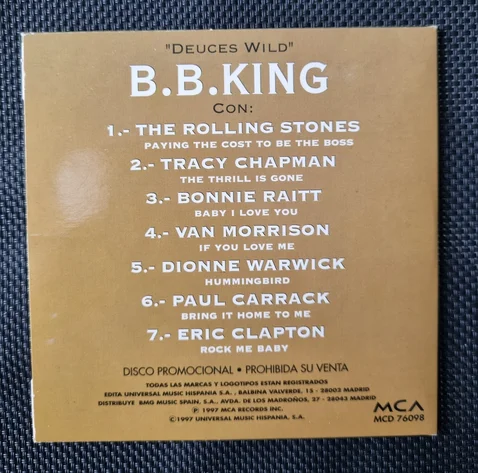 "DEUCES WILD"
B.B.KING
CON:
1.- THE ROLLING STONES
PAYING THE COST TO BE THE BOSS
2.- TRACY CHAPMAN
THE THRILL IS GONE
3.- BONNIE RAITT
BABY I LOVE YOU
4.- VAN MORRISON
IF YOU LOVE ME
5.- DIONNE WARWICK
HUMMINGBIRD
6.- PAUL CARRACK
BRING IT HOME TO ME
7.- ERIC CLAPTON
ROCK ME BABY
DISCO PROMOCIONAL • PROHIBIDA SU VENTA
TODAS LAS MARCAS Y LOGOTIPOS ESTAN REGISTRADOS
EDITA UNIVERSAL MUSIC HISPANIA S.A., BALBINA VALVERDE, 15 - 28002 MADRID
DISTRIBUYE BMG MUSIC SPAIN, S.A., AVDA. DE LOS MADROÑOS, 27 - 28043 MADRID
℗ 1997 MCA RECORDS INC.
©1997 UNIVERSAL MUSIC HISPANIA, S.A.
MCA
MCD 76098